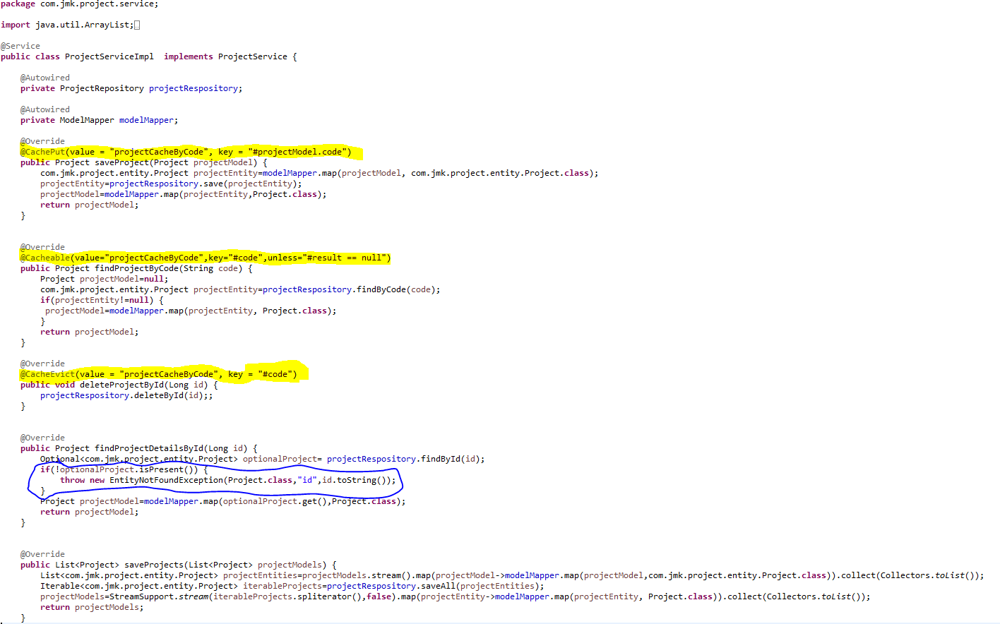 package com.jmk.project.service;
import java.util.ArrayList;
@Service
public class ProjectServiceImpl  implements ProjectService {
@Autowired
private ProjectRepository projectRespository;
@Autowired
private ModelMapper modelMapper;
@Override
@CachePut(value = "projectCacheByCode", key = "#projectModel.code")
public Project saveProject(Project projectModel) {
com.jmk.project.entity.Project projectEntity=modelMapper.map(projectModel, com.jmk.project.entity.Project.class);
projectEntity=projectRespository.save(projectEntity);
projectModel=modelMapper.map(projectEntity,Project.class);
return projectModel;
}
@Override
@Cacheable(value="projectCacheByCode",key="#code",unless="#result == null")
public Project findProjectByCode(String code) {
Project projectModel=null;
com.jmk.project.entity.Project projectEntity=projectRespository.findByCode(code);
if(projectEntity!=null) {
projectModel=modelMapper.map(projectEntity, Project.class);
}
return projectModel;
}
@Override
@CacheEvict(value = "projectCacheByCode", key = "#code")
public void deleteProjectById(Long id) {
projectRespository.deleteById(id);;
}
@Override
public Project findProjectDetailsById(Long id) {
Optional<com.jmk.project.entity.Project> optionalProject= projectRespository.findById(id);
if(!optionalProject.isPresent()) {
throw new EntityNotFoundException(Project.class,"id",id.toString());
}
Project projectModel=modelMapper.map(optionalProject.get(),Project.class);
return projectModel;
}
@Override
public List<Project> saveProjects(List<Project> projectModels) {
List<com.jmk.project.entity.Project> projectEntities=projectModels.stream().map(projectModel->modelMapper.map(projectModel,com.jmk.project.entity.Project.class)).collect(Collectors.toList());
Iterable<com.jmk.project.entity.Project> iterableProjects=projectRespository.saveAll(projectEntities);
projectModels=StreamSupport.stream(iterableProjects.spliterator(),false).map(projectEntity->modelMapper.map(projectEntity, Project.class)).collect(Collectors.toList());
return projectModels;
}